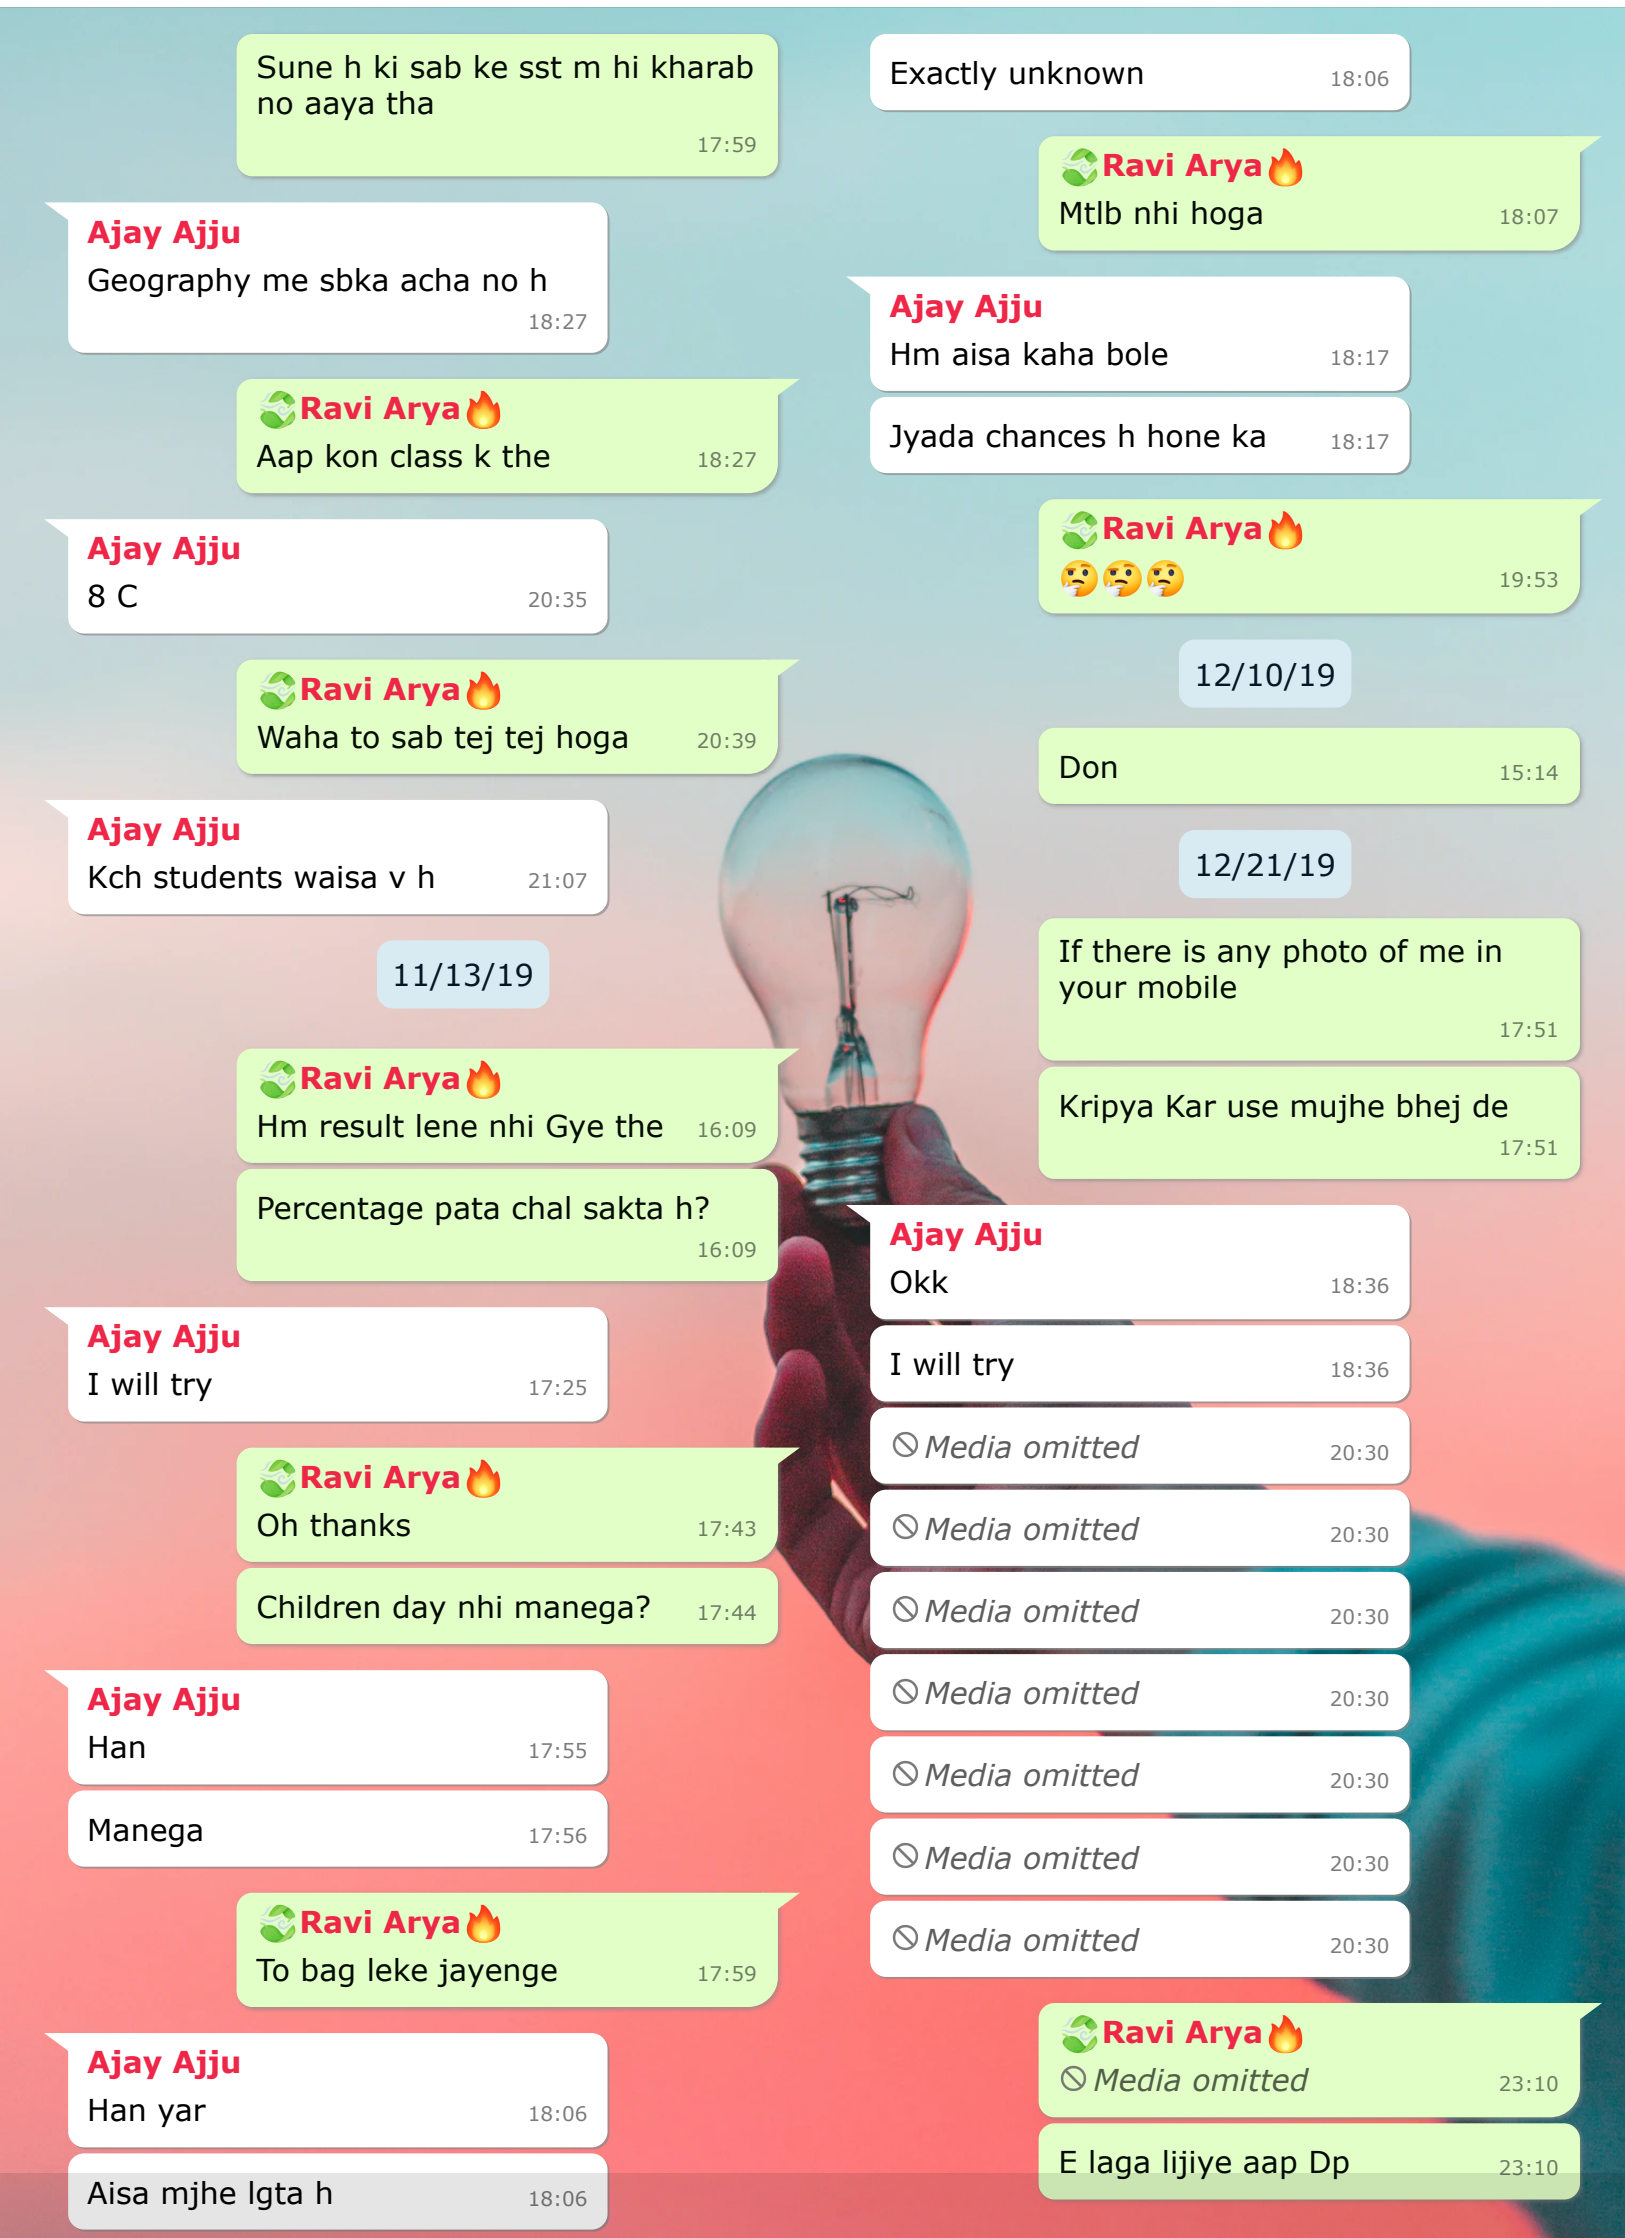 Sune h ki sab ke sst m hi kharab
no aaya tha
17:59
Ajay Ajju
Geography me sbka acha no h
18:27
Ravi Arya🔥
Aap kon class k the 18:27
Ajay Ajju
8 C 20:35
Ravi Arya🔥
Waha to sab tej tej hoga 20:39
Ajay Ajju
Kch students waisa v h 21:07
11/13/19
Ravi Arya🔥
Hm result lene nhi Gye the 16:09
Percentage pata chal sakta h?
16:09
Ajay Ajju
I will try 17:25
Ravi Arya🔥
Oh thanks 17:43
Children day nhi manega? 17:44
Ajay Ajju
Han 17:55
Manega 17:56
Ravi Arya🔥
To bag leke jayenge 17:59
Ajay Ajju
Han yar 18:06
Aisa mjhe lgta h 18:06
Exactly unknown 18:06
Ravi Arya🔥
Mtlb nhi hoga 18:07
Ajay Ajju
Hm aisa kaha bole 18:17
Jyada chances h hone ka 18:17
Ravi Arya🔥
🤔🤔🤔 19:53
12/10/19
Don 15:14
12/21/19
If there is any photo of me in
your mobile
17:51
Kripya Kar use mujhe bhej de
17:51
Ajay Ajju
Okk 18:36
I will try 18:36
Media omitted 20:30
Media omitted 20:30
Media omitted 20:30
Media omitted 20:30
Media omitted 20:30
Media omitted 20:30
Media omitted 20:30
Ravi Arya🔥
Media omitted 23:10
E laga lijiye aap Dp 23:10